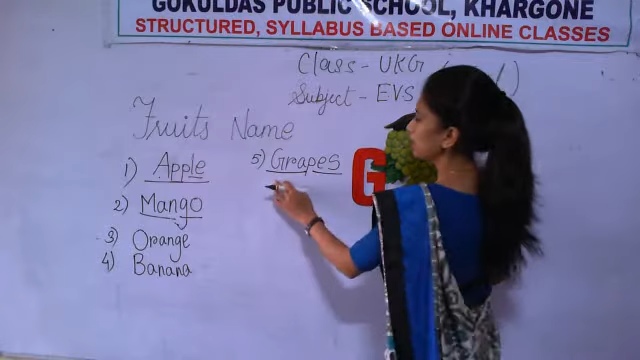 GOKULDAS PUBLIC SCHOOL, KHARGONE
STRUCTURED, SYLLABUS BASED ONLINE CLASSES
Class - UKG
Subject - EVS
Fruits Name
1) Apple
2) Mango
3) Orange
4) Banana
5) Grapes
G